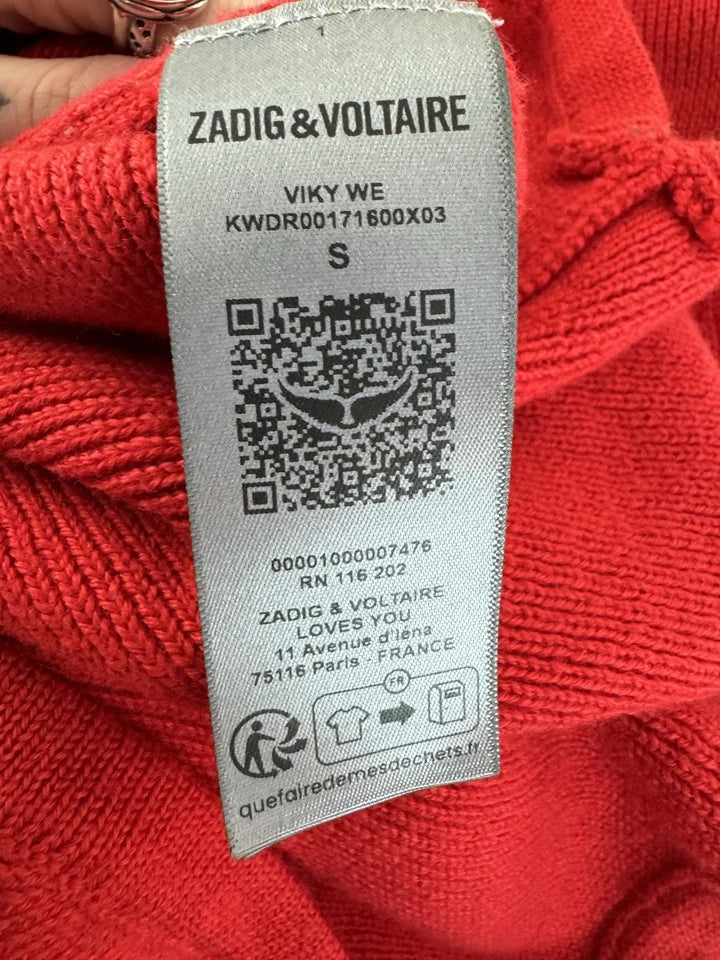 ZADIG&VOLTAIRE
VIKY WE
KWDR00171600X03
S
00001000007476
RN 116 202
ZADIG & VOLTAIRE
LOVES YOU
11 Avenue d'Iéna
75116 Paris - FRANCE
FR
quefairedemesdechets.fr